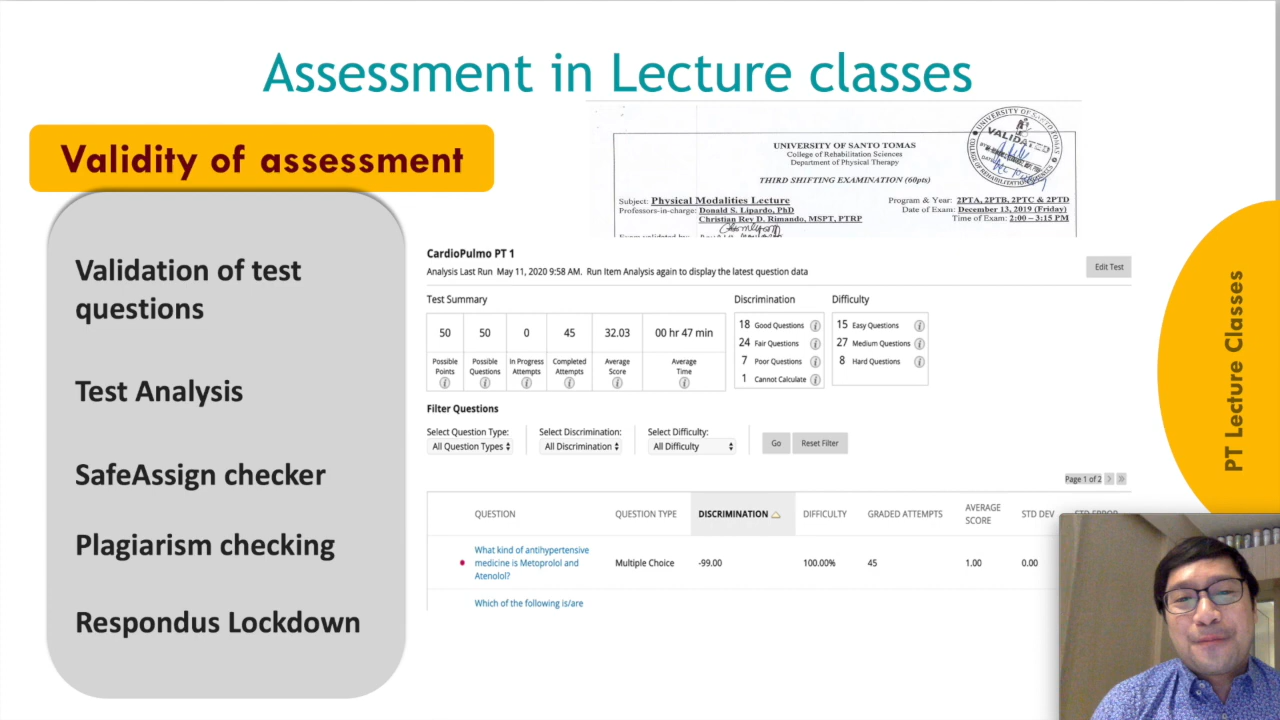 Assessment in Lecture classes
Validity of assessment
Validation of test
questions
Test Analysis
SafeAssign checker
Plagiarism checking
Respondus Lockdown
UNIVERSITY OF SANTO TOMAS
College of Rehabilitation Sciences
Department of Physical Therapy
THIRD SHIFTING EXAMINATION (60pts)
Subject: Physical Modalities Lecture
Professors-in-charge: Donald S. Lipardo, PhD
Christian Rey D. Rimando, MSPT, PTRP
Program & Year: 2PTA, 2PTB, 2PTC & 2PTD
Date of Exam: December 13, 2019 (Friday)
Time of Exam: 2:00 – 3:15 PM
UNIVERSITY OF SANTO TOMAS
VALIDATED
CardioPulmo PT 1
Analysis Last Run May 11, 2020 9:58 AM. Run Item Analysis again to display the latest question data
Edit Test
Test Summary
50 50 0 45 32.03 00 hr 47 min
Possible Points
Possible Questions
In Progress Attempts
Completed Attempts
Average Score
Average Time
Discrimination
18 Good Questions
24 Fair Questions
7 Poor Questions
1 Cannot Calculate
Difficulty
15 Easy Questions
27 Medium Questions
8 Hard Questions
Filter Questions
Select Question Type:
All Question Types
Select Discrimination:
All Discrimination
Select Difficulty:
All Difficulty
Go
Reset Filter
Page 1 of 2
QUESTION QUESTION TYPE DISCRIMINATION DIFFICULTY GRADED ATTEMPTS AVERAGE SCORE STD DEV STD ERROR
What kind of antihypertensive
medicine is Metoprolol and
Atenolol?
Multiple Choice -99.00 100.00% 45 1.00 0.00
Which of the following is/are
PT Lecture Classes